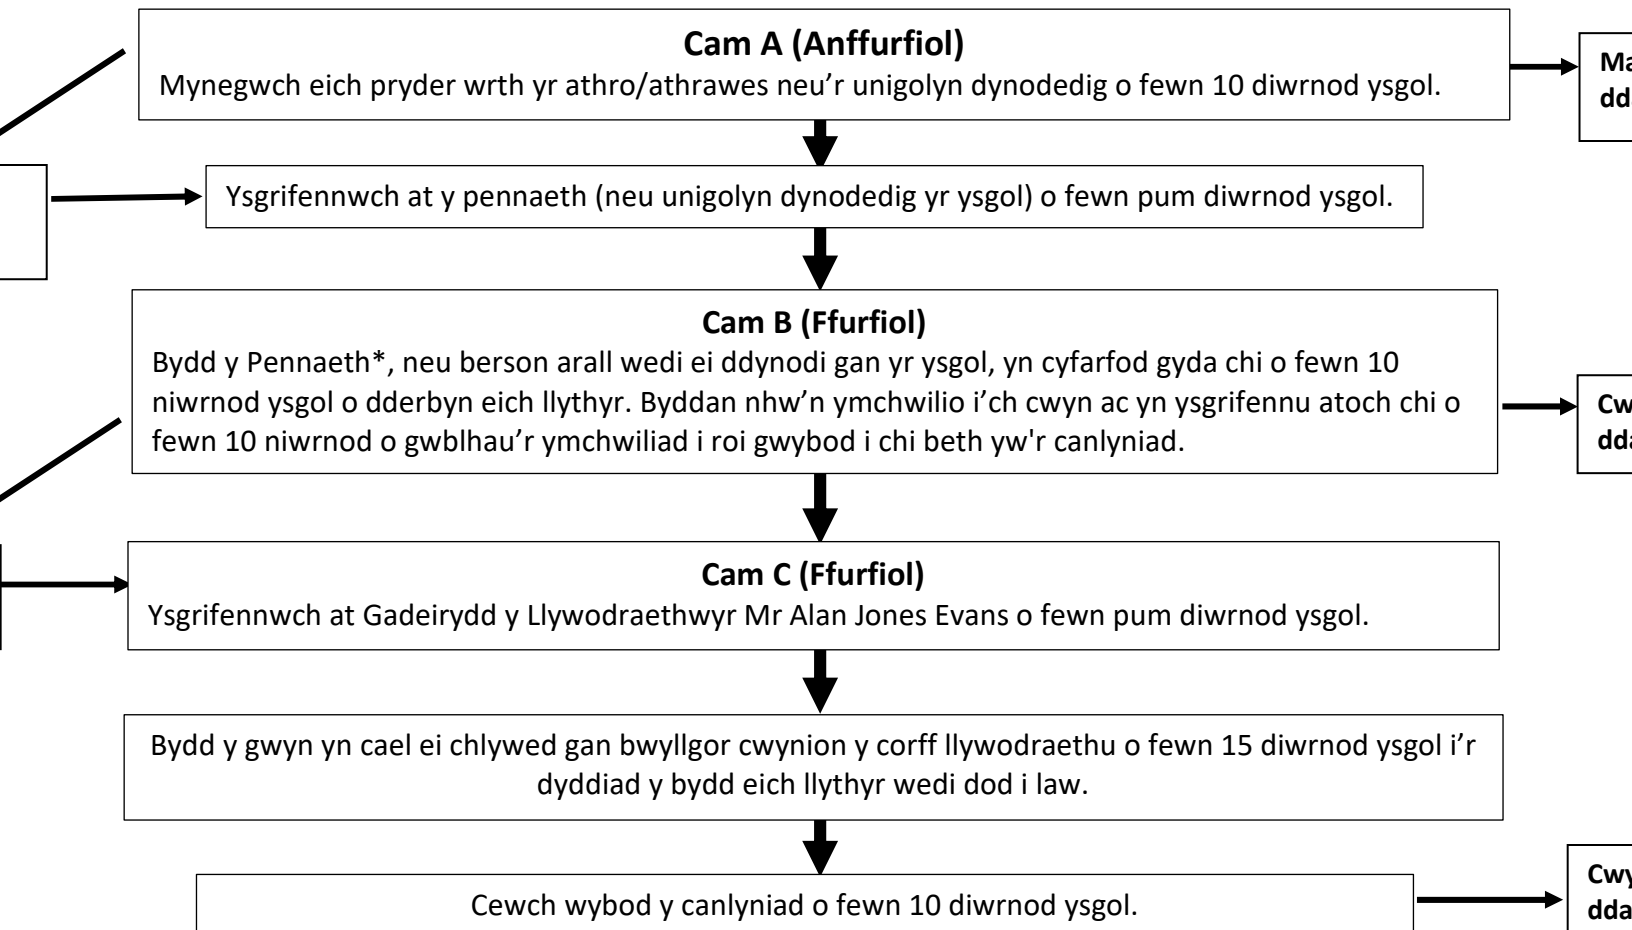 Cam A (Anffurfiol)
Mynegwch eich pryder wrth yr athro/athrawes neu’r unigolyn dynodedig o fewn 10 diwrnod ysgol.
Ysgrifennwch at y pennaeth (neu unigolyn dynodedig yr ysgol) o fewn pum diwrnod ysgol.
Cam B (Ffurfiol)
Bydd y Pennaeth*, neu berson arall wedi ei ddynodi gan yr ysgol, yn cyfarfod gyda chi o fewn 10
niwrnod ysgol o dderbyn eich llythyr. Byddan nhw’n ymchwilio i’ch cwyn ac yn ysgrifennu atoch chi o
fewn 10 niwrnod o gwblhau’r ymchwiliad i roi gwybod i chi beth yw'r canlyniad.
Cam C (Ffurfiol)
Ysgrifennwch at Gadeirydd y Llywodraethwyr Mr Alan Jones Evans o fewn pum diwrnod ysgol.
Bydd y gwyn yn cael ei chlywed gan bwyllgor cwynion y corff llywodraethu o fewn 15 diwrnod ysgol i’r
dyddiad y bydd eich llythyr wedi dod i law.
Cewch wybod y canlyniad o fewn 10 diwrnod ysgol.